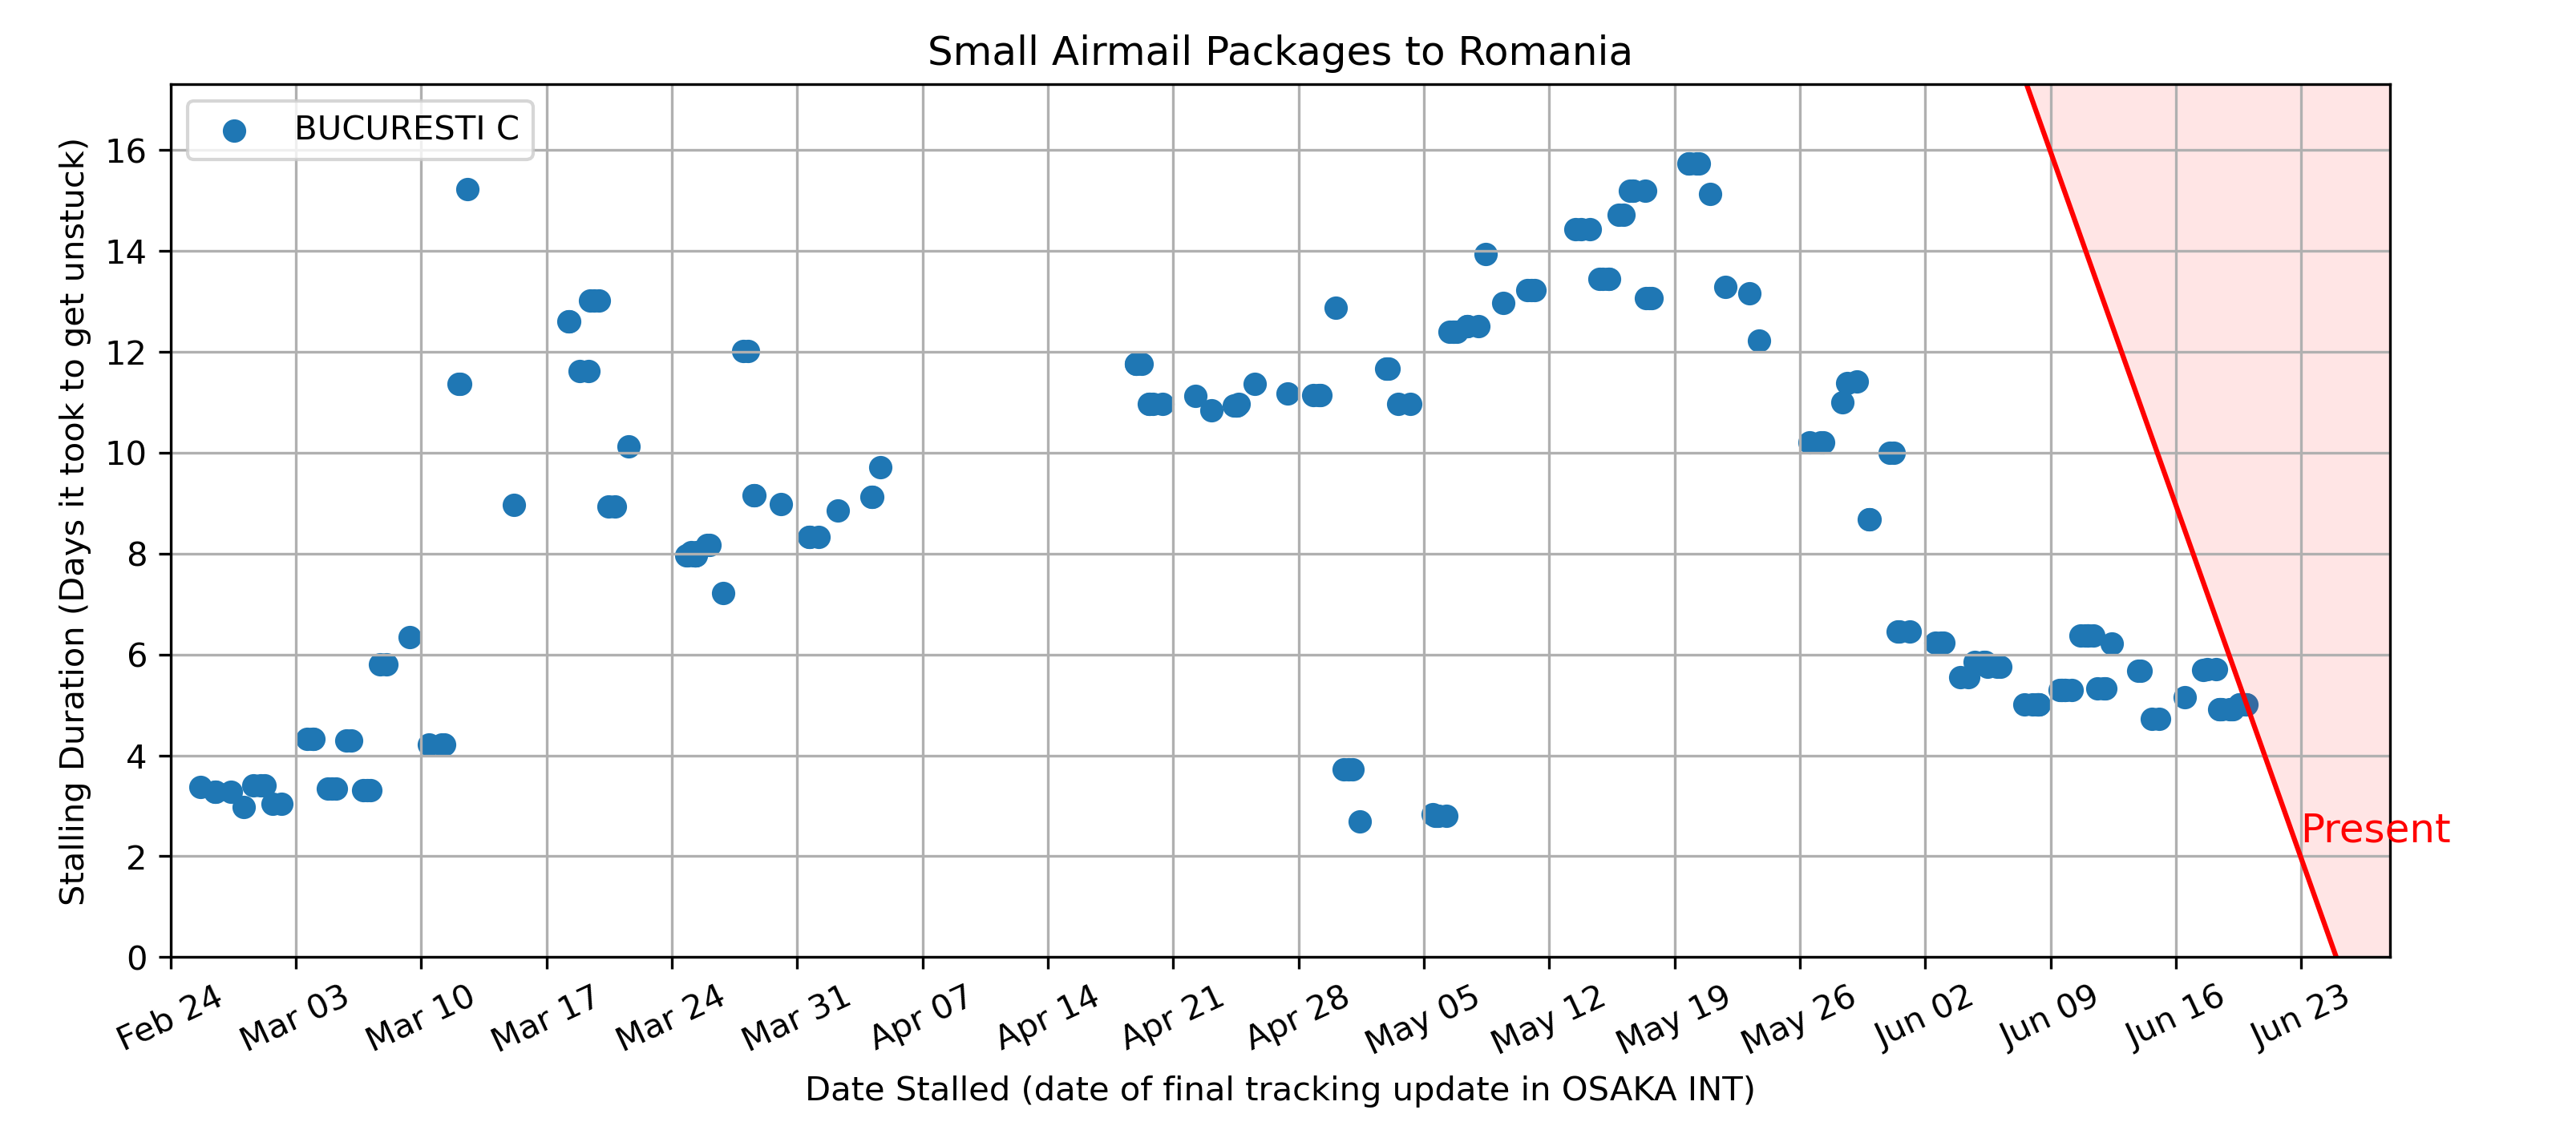 Small Airmail Packages to Romania
BUCURESTI C
Stalling Duration (Days it took to get unstuck)
16
14
12
10
8
6
4
2
0
Present
Feb 24 Mar 03 Mar 10 Mar 17 Mar 24 Mar 31 Apr 07 Apr 14 Apr 21 Apr 28 May 05 May 12 May 19 May 26 Jun 02 Jun 09 Jun 16 Jun 23
Date Stalled (date of final tracking update in OSAKA INT)